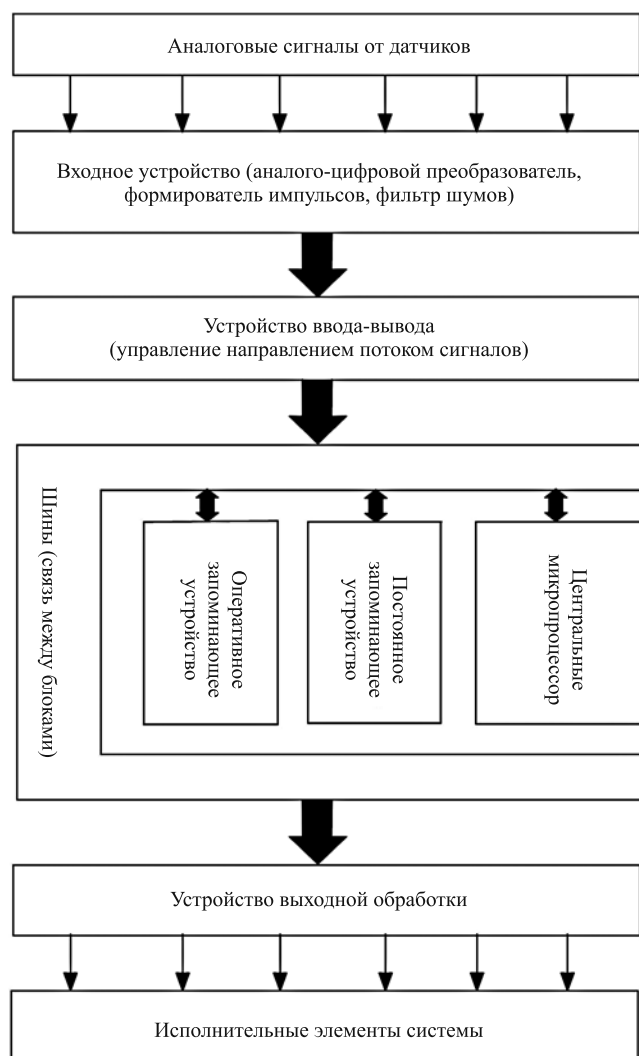 Аналоговые сигналы от датчиков
Входное устройство (аналого-цифровой преобразователь,
формирователь импульсов, фильтр шумов)
Устройство ввода-вывода
(управление направлением потоком сигналов)
Шины (связь между блоками)
Оперативное
запоминающее
устройство
Постоянное
запоминающее
устройство
Центральные
микропроцессор
Устройство выходной обработки
Исполнительные элементы системы